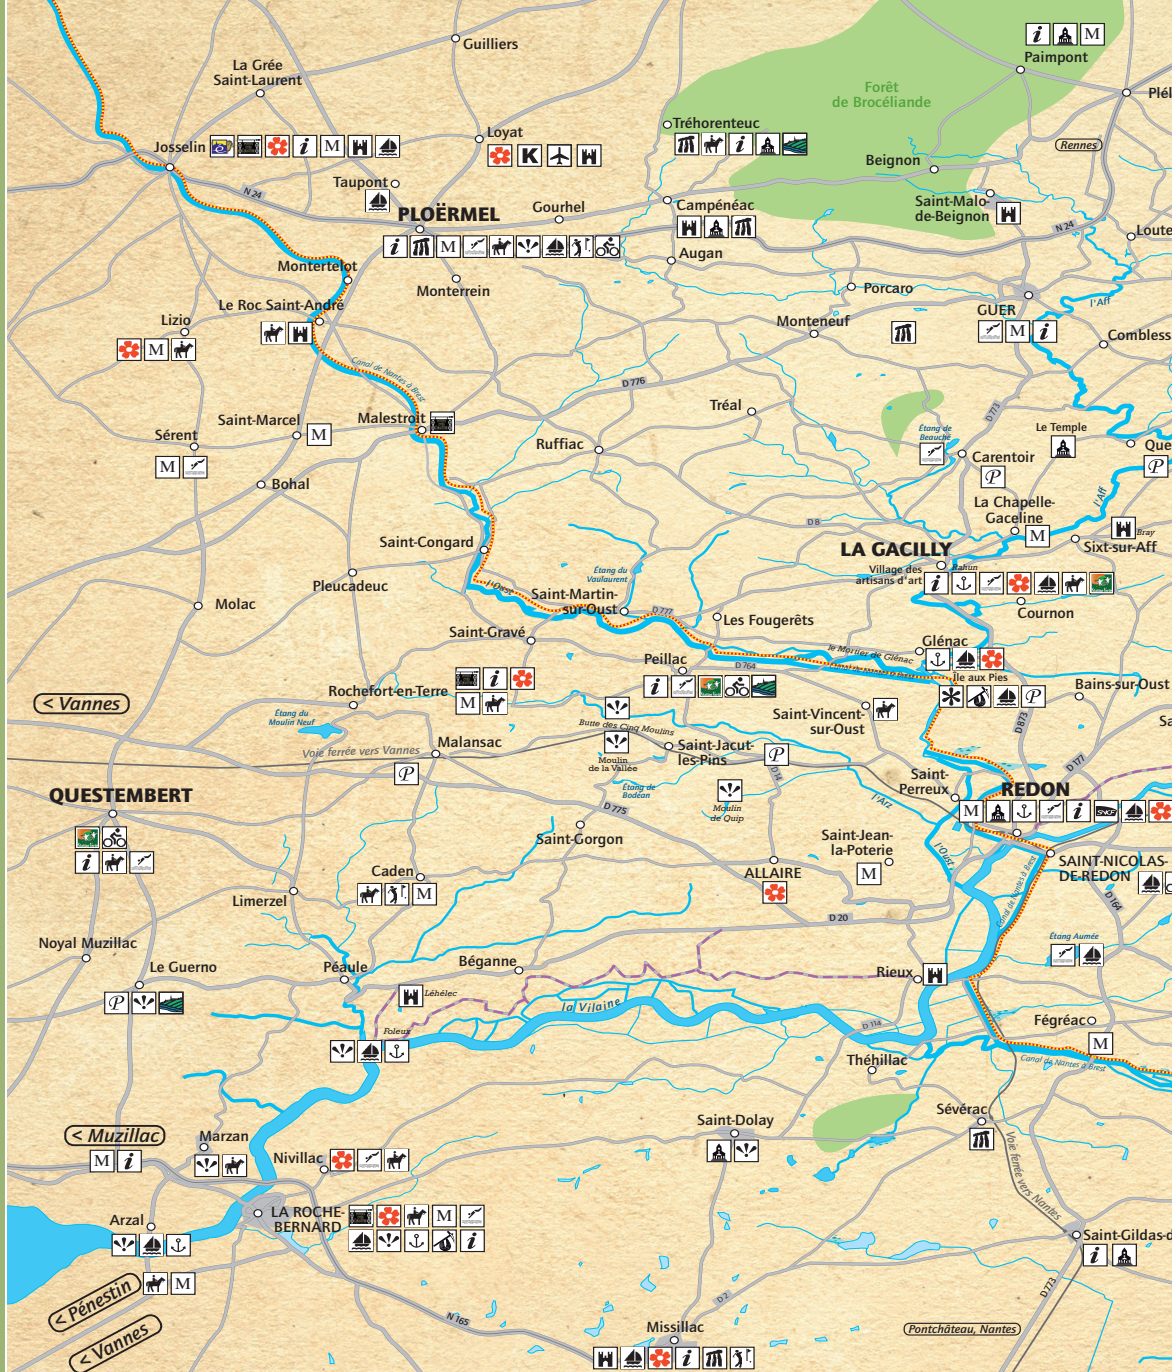 Guilliers
La Grée
Saint-Laurent
Paimpont
i M
Forêt
de Brocéliande
Plél
Josselin
i M
Loyat
K
Tréhorenteuc
i
Rennes
Beignon
Taupont
N 24
PLOËRMEL
Gourhel
Campénéac
Saint-Malo-
de-Beignon
N 24
Loute
i M
Augan
Montertelot
Monterrein
Porcaro
l'Aff
Le Roc Saint-André
GUER
M i
Lizio
M
Monteneuf
Combless
Canal de Nantes à Brest
D 776
Tréal
D 773
Saint-Marcel
M
Malestroit
Sérent
M
Ruffiac
Étang de
Beauché
Le Temple
Carentoir
P
Que
P
Bohal
La Chapelle-
Gaceline
M
l'Aff
D 8
Bray
Sixt-sur-Aff
Saint-Congard
LA GACILLY
Village des
artisans d'art
Rahun
i
Pleucadeuc
Étang du
Vaulaurent
l'Oust
Saint-Martin-
sur-Oust
D 777
Molac
Cournon
Les Fougerêts
Saint-Gravé
Glénac
le Mortier de Glénac
Peillac
i
D 764
Île aux Pies
P
Rochefort-en-Terre
i
M
Bains-sur-Oust
< Vannes
Étang du
Moulin Neuf
Saint-Vincent-
sur-Oust
Butte des Cinq Moulins
D 873
Malansac
P
Voie ferrée vers Vannes
Moulin
de la Vallée
Saint-Jacut-
les-Pins
P
D 14
D 177
Saint-
Perreux
QUESTEMBERT
i
Étang de
Bodéan
D 775
Moulin
de Quip
l'Arz
REDON
M i SNCF
Saint-Gorgon
Saint-Jean-
la-Poterie
M
l'Oust
Canal de Nantes à Brest
SAINT-NICOLAS-
DE-REDON
Caden
M
ALLAIRE
Limerzel
D 20
D 164
Noyal Muzillac
Étang Aumée
Le Guerno
P
Péaule
Béganne
Rieux
Léhélec
la Vilaine
Foleux
D 114
Fégréac
M
Théhillac
Canal de Nantes à Brest
Sévérac
Saint-Dolay
< Muzillac
M i
Marzan
Nivillac
Voie ferrée vers Nantes
LA ROCHE-
BERNARD
M
i
Arzal
Saint-Gildas-d
i
< Pénestin
M
< Vannes
N 165
D 2
D 773
Missillac
i
Pontchâteau, Nantes